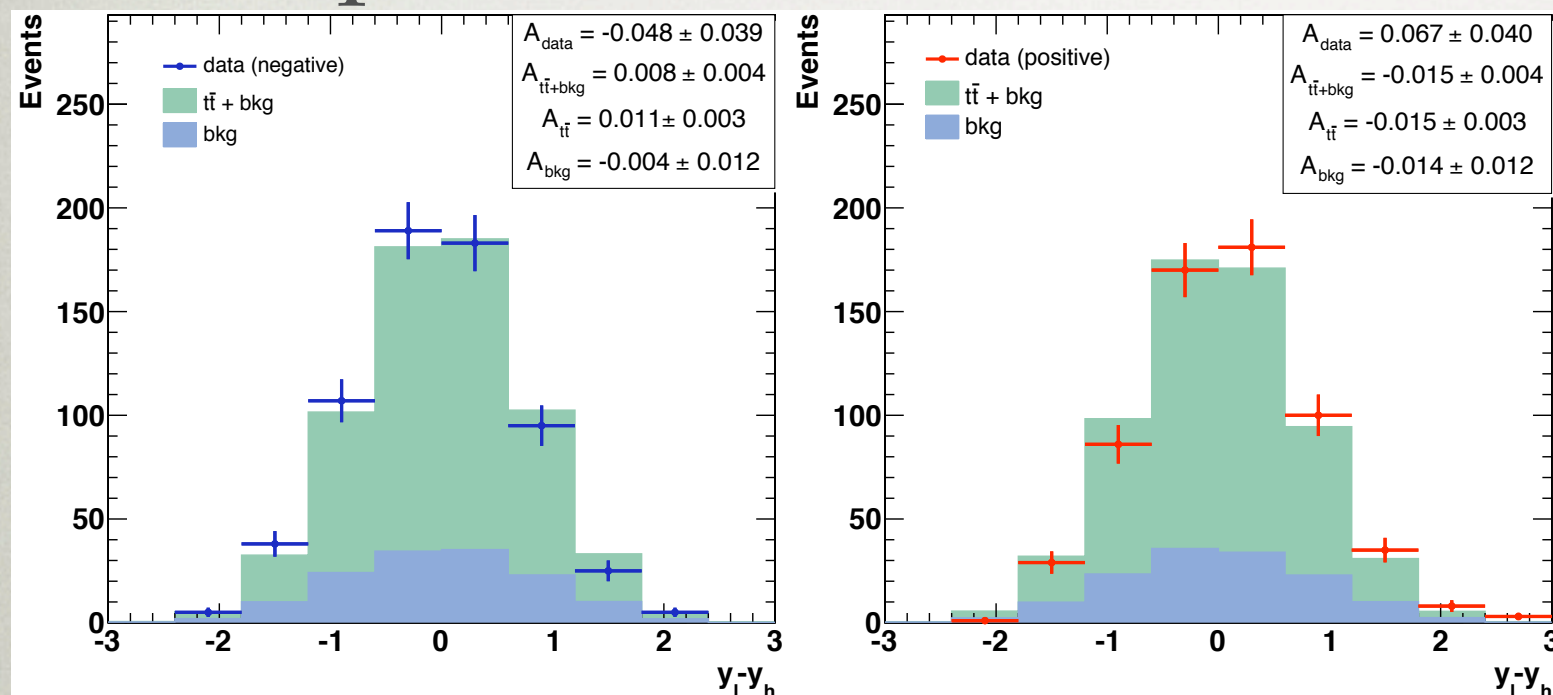 Events
250
200
150
100
50
0
data (negative)
tt̄ + bkg
bkg
A_data = -0.048 ± 0.039
A_tt̄+bkg = 0.008 ± 0.004
A_tt̄ = 0.011± 0.003
A_bkg = -0.004 ± 0.012
-3 -2 -1 0 1 2 3
y_l-y_h
Events
250
200
150
100
50
0
data (positive)
tt̄ + bkg
bkg
A_data = 0.067 ± 0.040
A_tt̄+bkg = -0.015 ± 0.004
A_tt̄ = -0.015 ± 0.003
A_bkg = -0.014 ± 0.012
-3 -2 -1 0 1 2 3
y_l-y_h